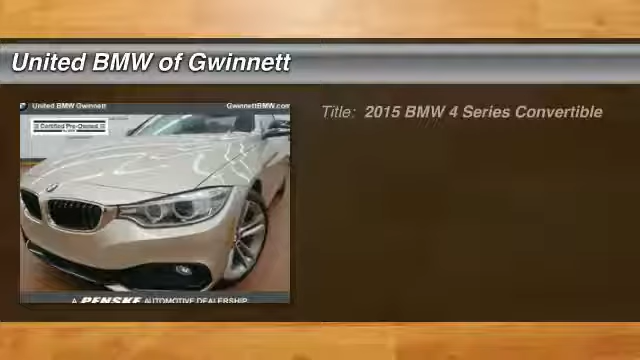 United BMW of Gwinnett
United BMW Gwinnett GwinnettBMW.com
Certified Pre-Owned
Title: 2015 BMW 4 Series Convertible
A PENSKE AUTOMOTIVE DEALERSHIP